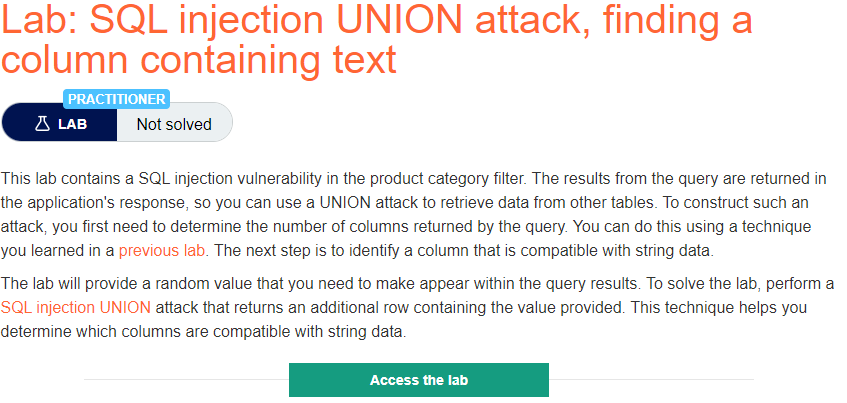 Lab: SQL injection UNION attack, finding a
column containing text
PRACTITIONER
LAB
Not solved
This lab contains a SQL injection vulnerability in the product category filter. The results from the query are returned in
the application's response, so you can use a UNION attack to retrieve data from other tables. To construct such an
attack, you first need to determine the number of columns returned by the query. You can do this using a technique
you learned in a previous lab. The next step is to identify a column that is compatible with string data.
The lab will provide a random value that you need to make appear within the query results. To solve the lab, perform a
SQL injection UNION attack that returns an additional row containing the value provided. This technique helps you
determine which columns are compatible with string data.
Access the lab